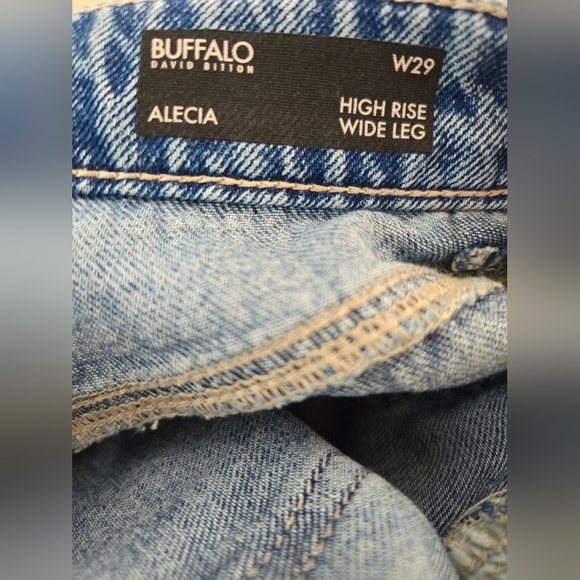 BUFFALO
DAVID BITTON
W29
ALECIA
HIGH RISE
WIDE LEG